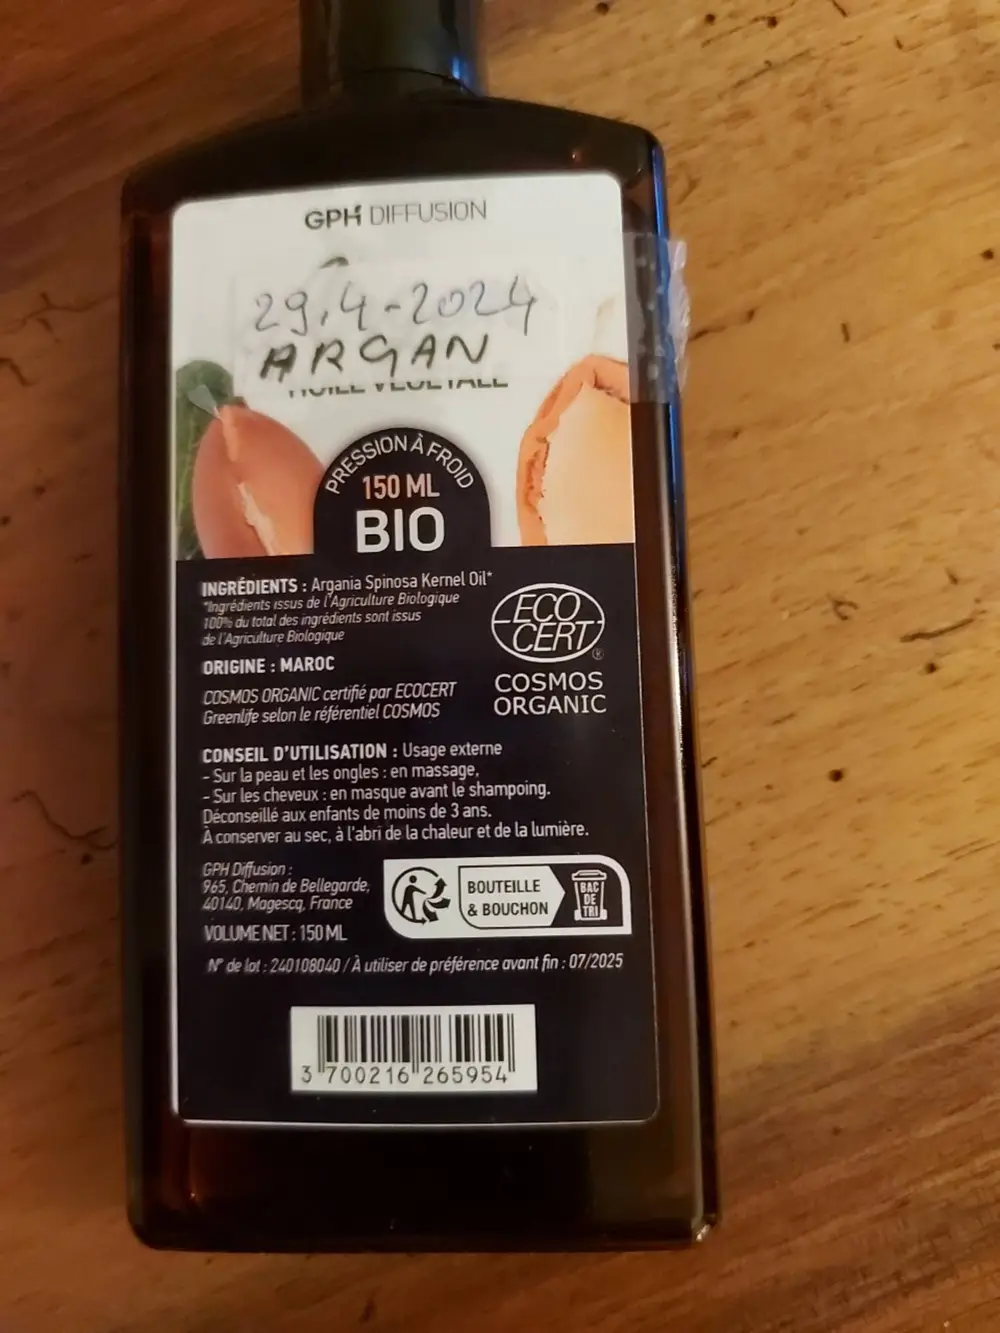 GPH DIFFUSION
29.4-2024
ARGAN
HUILE VEGETALE
PRESSION À FROID
150 ML
BIO
INGRÉDIENTS : Argania Spinosa Kernel Oil*
*Ingrédients issus de l'Agriculture Biologique
100% du total des ingrédients sont issus
de l'Agriculture Biologique
ECO
CERT
®
COSMOS
ORGANIC
ORIGINE : MAROC
COSMOS ORGANIC certifié par ECOCERT
Greenlife selon le référentiel COSMOS
CONSEIL D'UTILISATION : Usage externe
- Sur la peau et les ongles : en massage,
- Sur les cheveux : en masque avant le shampoing.
Déconseillé aux enfants de moins de 3 ans.
À conserver au sec, à l'abri de la chaleur et de la lumière.
GPH Diffusion :
965, Chemin de Bellegarde,
40140, Magescq, France
BOUTEILLE
& BOUCHON
BAC
DE
TRI
VOLUME NET : 150 ML
N° de lot : 240108040 / À utiliser de préférence avant fin : 07/2025
3 700216 265954